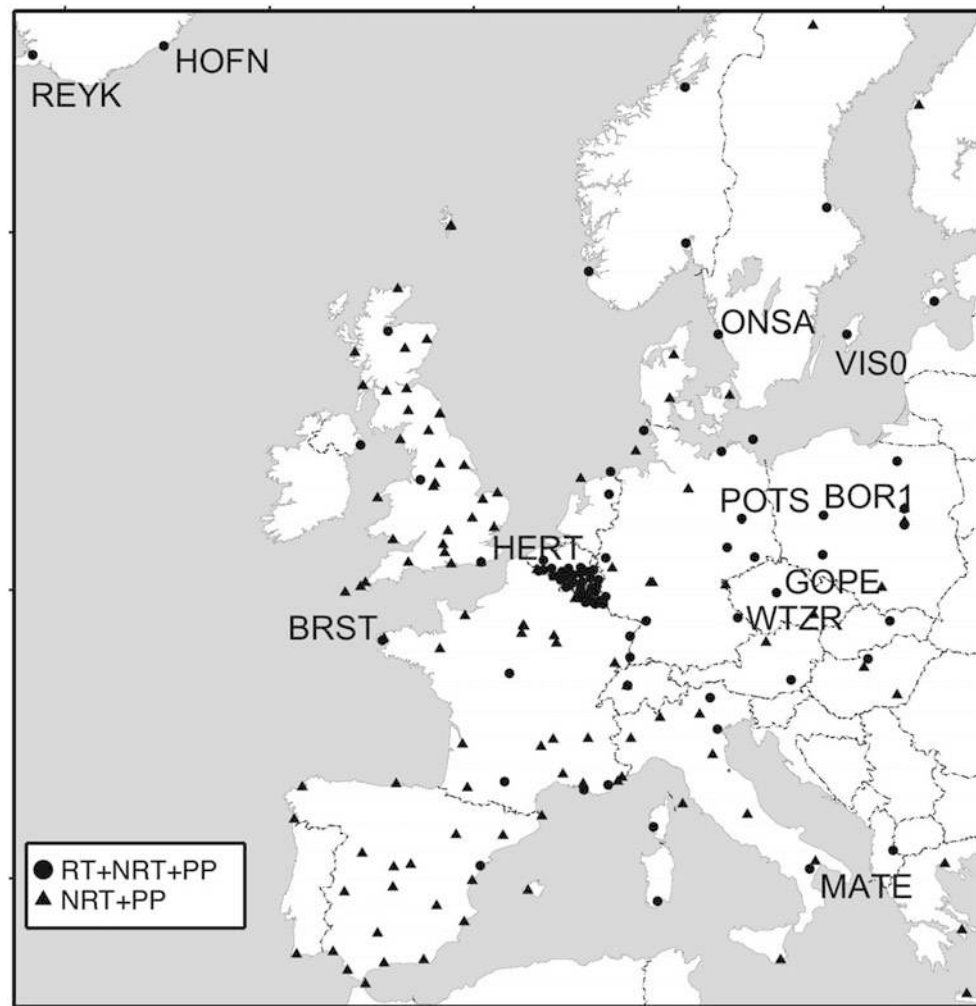 HOFN
REYK
ONSA
VIS0
POTS
BOR1
HERT
GOPE
WTZR
BRST
RT+NRT+PP
NRT+PP
MATE